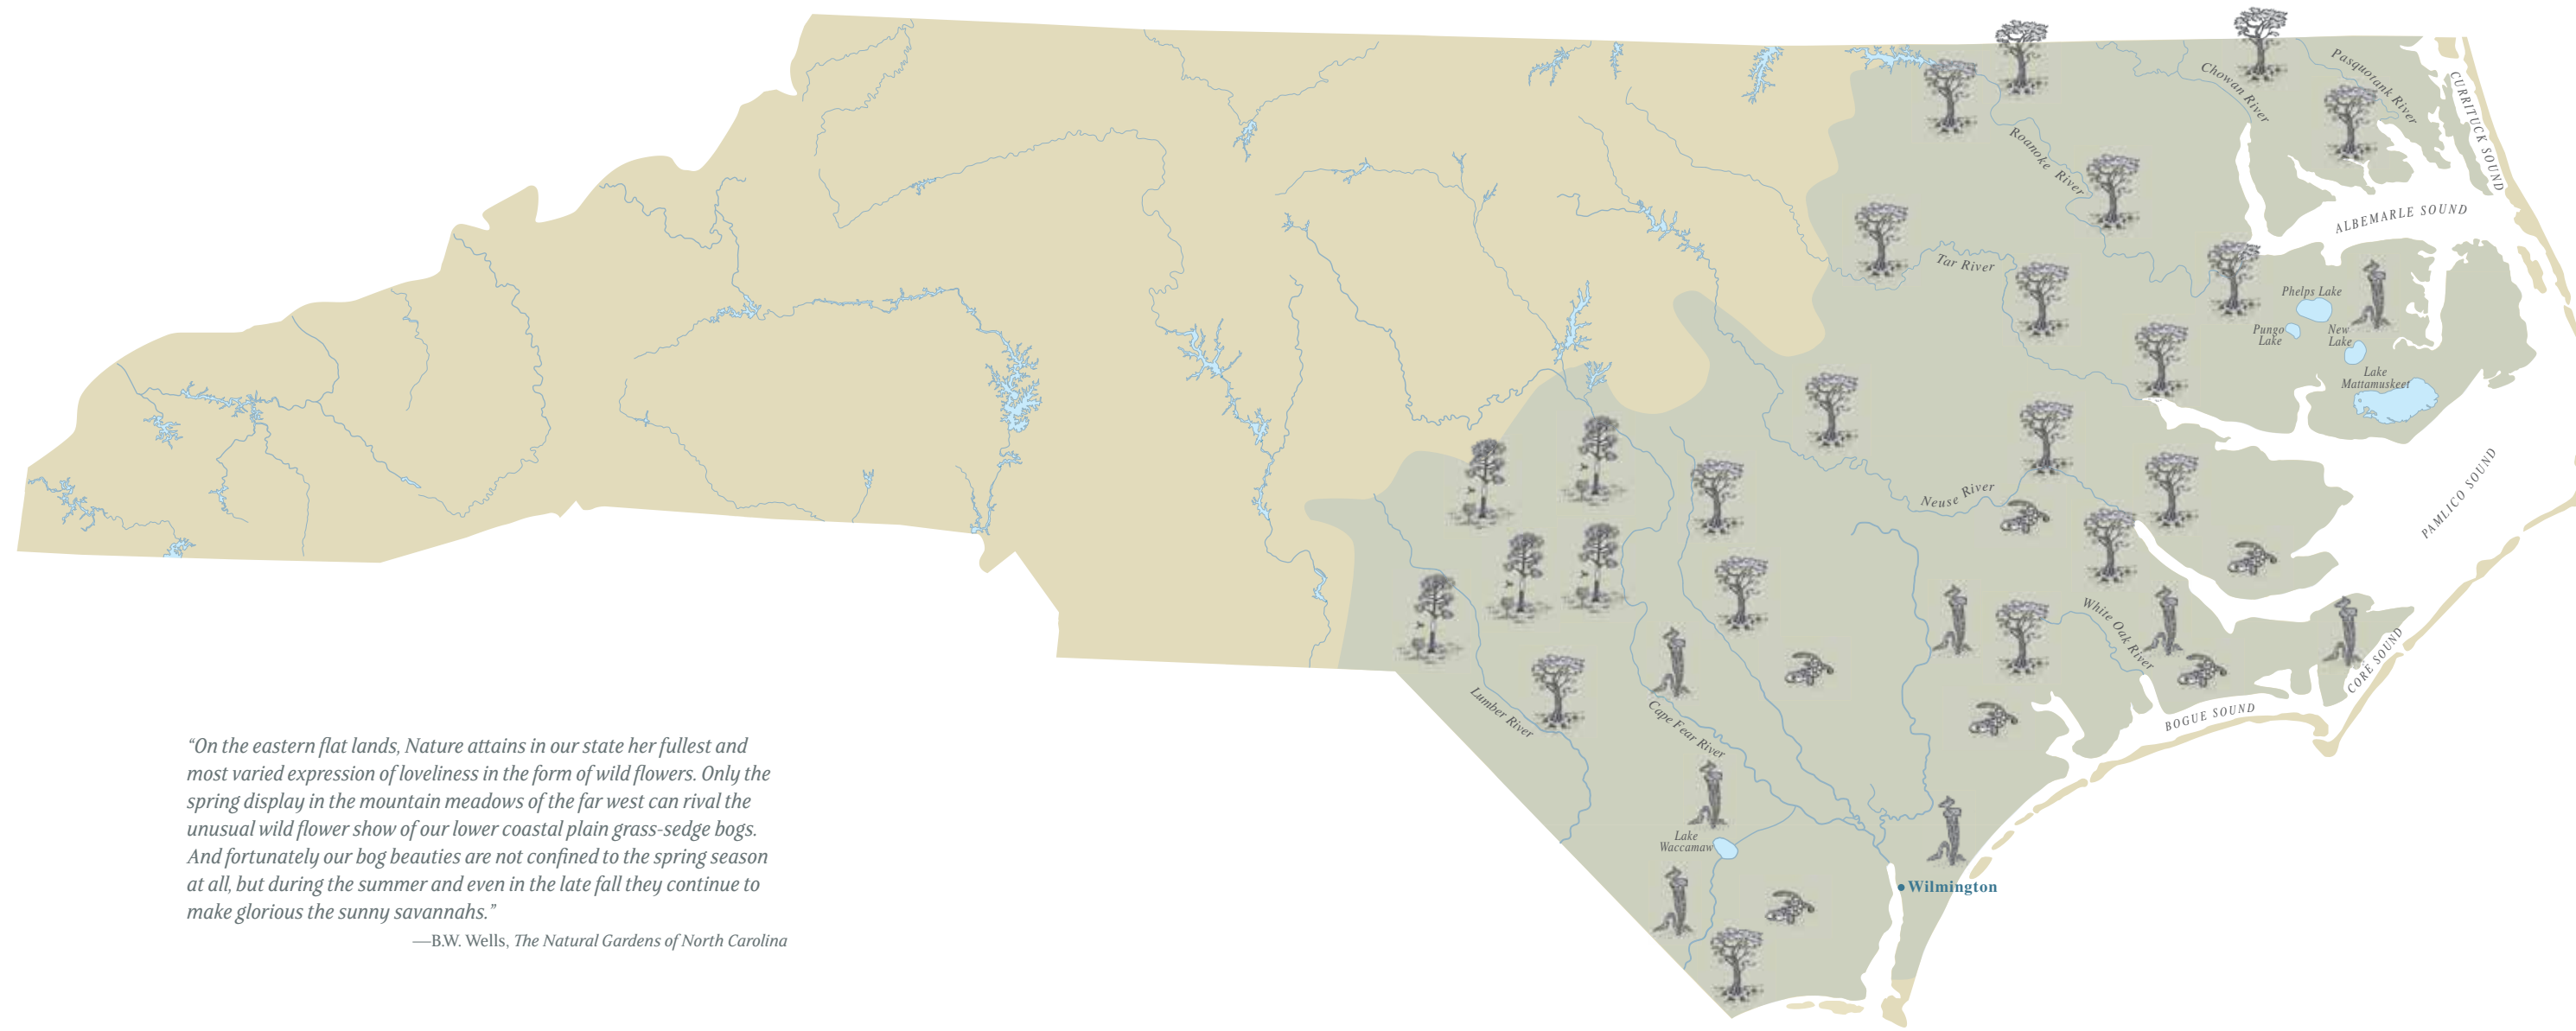 Chowan River
Pasquotank River
CURRITUCK SOUND
Roanoke River
ALBEMARLE SOUND
Tar River
Phelps Lake
Pungo
Lake
New
Lake
Lake
Mattamuskeet
Neuse River
PAMLICO SOUND
White Oak River
CORE SOUND
BOGUE SOUND
Lumber River
Cape Fear River
Lake
Waccamaw
Wilmington
“On the eastern flat lands, Nature attains in our state her fullest and
most varied expression of loveliness in the form of wild flowers. Only the
spring display in the mountain meadows of the far west can rival the
unusual wild flower show of our lower coastal plain grass-sedge bogs.
And fortunately our bog beauties are not confined to the spring season
at all, but during the summer and even in the late fall they continue to
make glorious the sunny savannahs.”
—B.W. Wells, The Natural Gardens of North Carolina